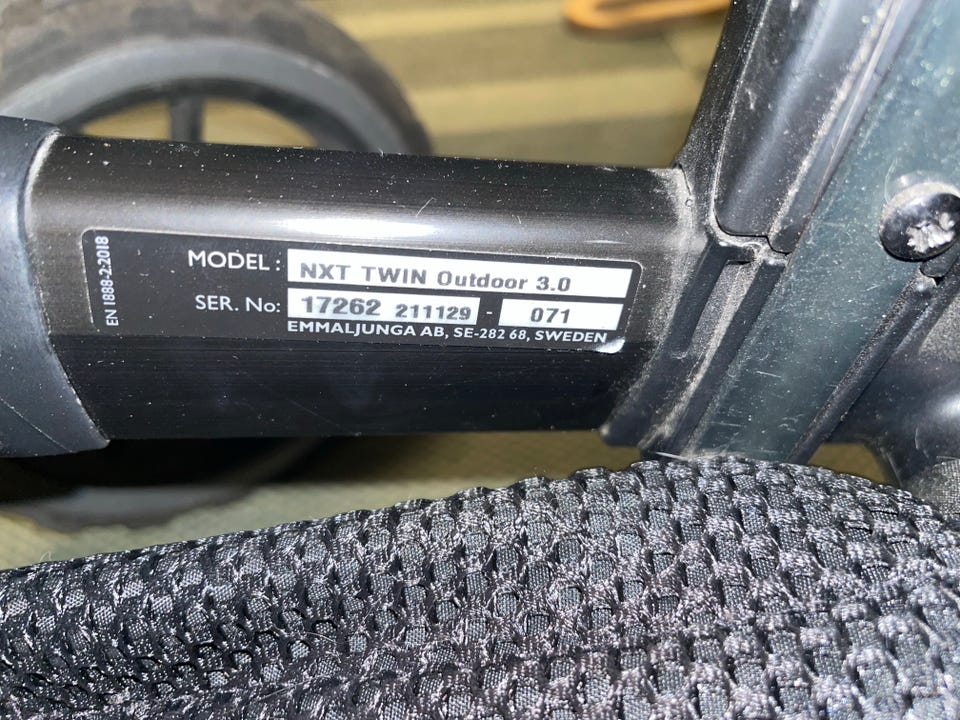 EN 1888-2:2018
MODEL: NXT TWIN Outdoor 3.0
SER. No: 17262 211129 - 071
EMMALJUNGA AB, SE-282 68, SWEDEN